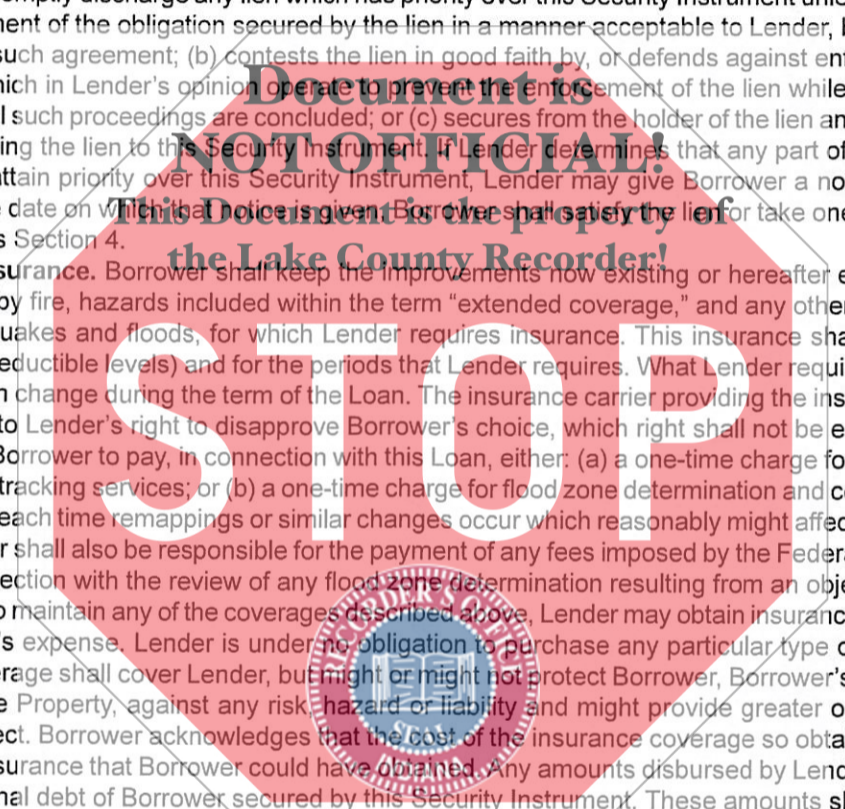 ment of the obligation secured by the lien in a manner acceptable to Lender,
such agreement; (b) contests the lien in good faith by, or defends against
in Lender's opinion operate to prevent the enforcement of the lien while
such proceedings are concluded; or (c) secures from the holder of the lien
ing the lien to this Security Instrument. If Lender determines that any part of
attain priority over this Security Instrument, Lender may give Borrower a
date on which that notice is given, Borrower shall satisfy the lien or take
Section 4.
surance. Borrower shall keep the improvements now existing or hereafter
by fire, hazards included within the term “extended coverage,” and any other
uakes and floods, for which Lender requires insurance. This insurance
eductible levels) and for the periods that Lender requires. What Lender
change during the term of the Loan. The insurance carrier providing the ins
to Lender's right to disapprove Borrower's choice, which right shall not be
Borrower to pay, in connection with this Loan, either: (a) a one-time charge
tracking services; or (b) a one-time charge for flood zone determination and
each time remappings or similar changes occur which reasonably might affec
r shall also be responsible for the payment of any fees imposed by the Feder
ection with the review of any flood zone determination resulting from an obje
maintain any of the coverages described above, Lender may obtain insuranc
's expense. Lender is under no obligation to purchase any particular type
erage shall cover Lender, but might or might not protect Borrower, Borrower's
Property, against any risk, hazard or liability and might provide greater
ect. Borrower acknowledges that the cost of the insurance coverage so obta
surance that Borrower could have obtained. Any amounts disbursed by Lend
nal debt of Borrower secured by this Security Instrument. These amounts
Document is
NOT OFFICIAL!
This Document is the property of
the Lake County Recorder!
STOP
RECORDER'S OFFICE
SEAL
INDIANA